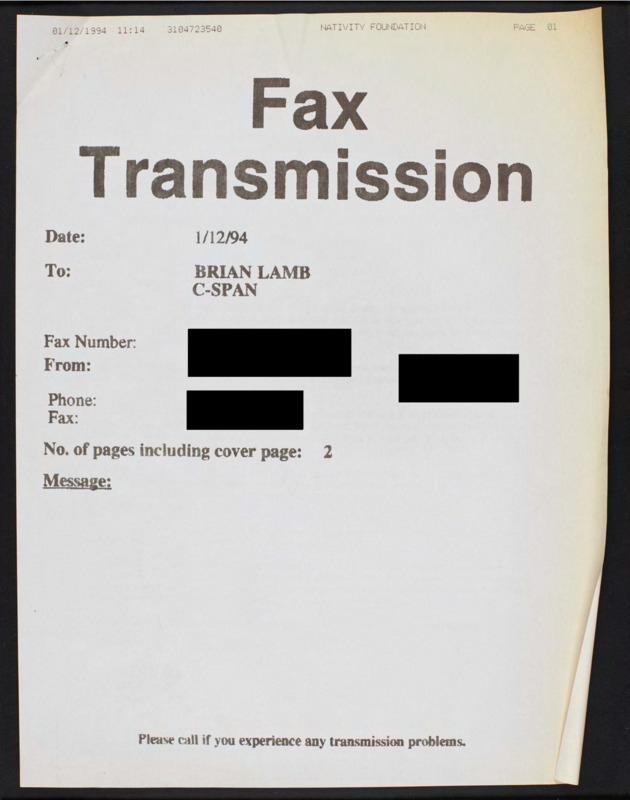 01/12/1994 11:14 3104723540 NATIVITY FOUNDATION PAGE 01
Fax
Transmission
Date: 1/12/94
To: BRIAN LAMB
C-SPAN
Fax Number:
From:
Phone:
Fax:
No. of pages including cover page: 2
Message:
Please call if you experience any transmission problems.